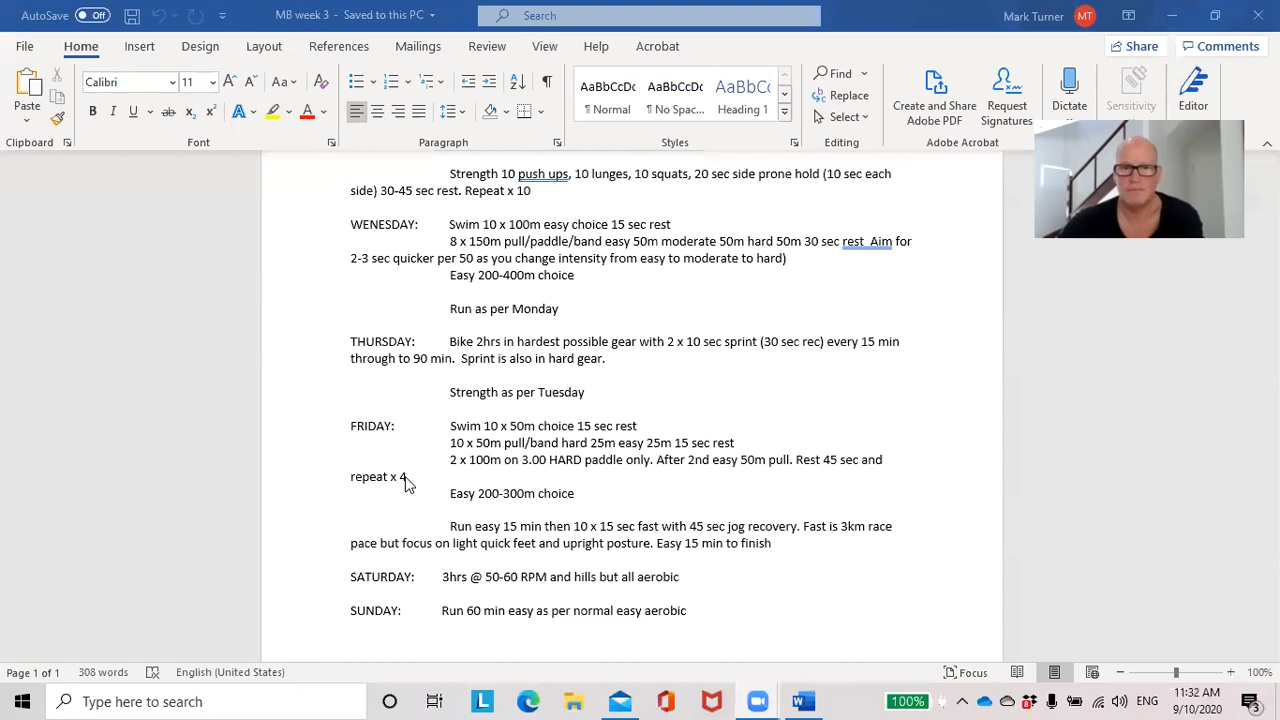 AutoSave Off MB week 3 - Saved to this PC Search Mark Turner MT
File Home Insert Design Layout References Mailings Review View Help Acrobat Share Comments
Paste Calibri 11 Aa AaBbCcDc AaBbCcDc AaBbCc Find Create and Share Request Dictate Sensitivity Editor
Normal No Spac... Heading 1 Replace Adobe PDF Signatures
Select
Clipboard Font Paragraph Styles Editing Adobe Acrobat
Strength 10 push ups, 10 lunges, 10 squats, 20 sec side prone hold (10 sec each
side) 30-45 sec rest. Repeat x 10
WENESDAY: Swim 10 x 100m easy choice 15 sec rest
8 x 150m pull/paddle/band easy 50m moderate 50m hard 50m 30 sec rest Aim for
2-3 sec quicker per 50 as you change intensity from easy to moderate to hard)
Easy 200-400m choice
Run as per Monday
THURSDAY: Bike 2hrs in hardest possible gear with 2 x 10 sec sprint (30 sec rec) every 15 min
through to 90 min. Sprint is also in hard gear.
Strength as per Tuesday
FRIDAY: Swim 10 x 50m choice 15 sec rest
10 x 50m pull/band hard 25m easy 25m 15 sec rest
2 x 100m on 3.00 HARD paddle only. After 2nd easy 50m pull. Rest 45 sec and
repeat x 4
Easy 200-300m choice
Run easy 15 min then 10 x 15 sec fast with 45 sec jog recovery. Fast is 3km race
pace but focus on light quick feet and upright posture. Easy 15 min to finish
SATURDAY: 3hrs @ 50-60 RPM and hills but all aerobic
SUNDAY: Run 60 min easy as per normal easy aerobic
Page 1 of 1 308 words English (United States) Focus 100%
Type here to search 100% ENG 11:32 AM
9/10/2020